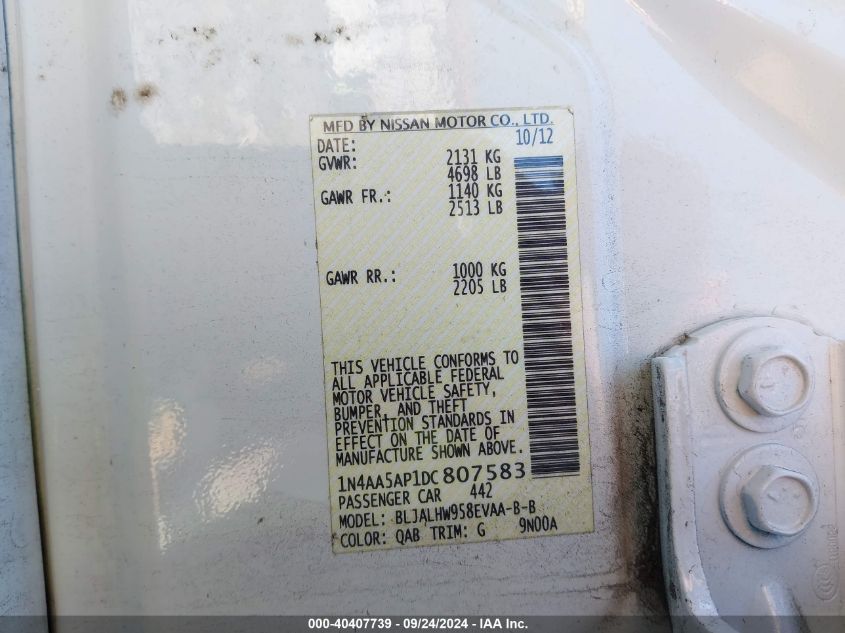 MFD BY NISSAN MOTOR CO., LTD.
DATE: 10/12
GVWR: 2131 KG
4698 LB
GAWR FR.: 1140 KG
2513 LB
GAWR RR.: 1000 KG
2205 LB
THIS VEHICLE CONFORMS TO
ALL APPLICABLE FEDERAL
MOTOR VEHICLE SAFETY,
BUMPER, AND THEFT
PREVENTION STANDARDS IN
EFFECT ON THE DATE OF
MANUFACTURE SHOWN ABOVE.
1N4AA5AP1DC807583
PASSENGER CAR 442
MODEL: BLJALHW958EVAA-B-B
COLOR: QAB TRIM: G 9N00A
000-40407739 - 09/24/2024 - IAA Inc.